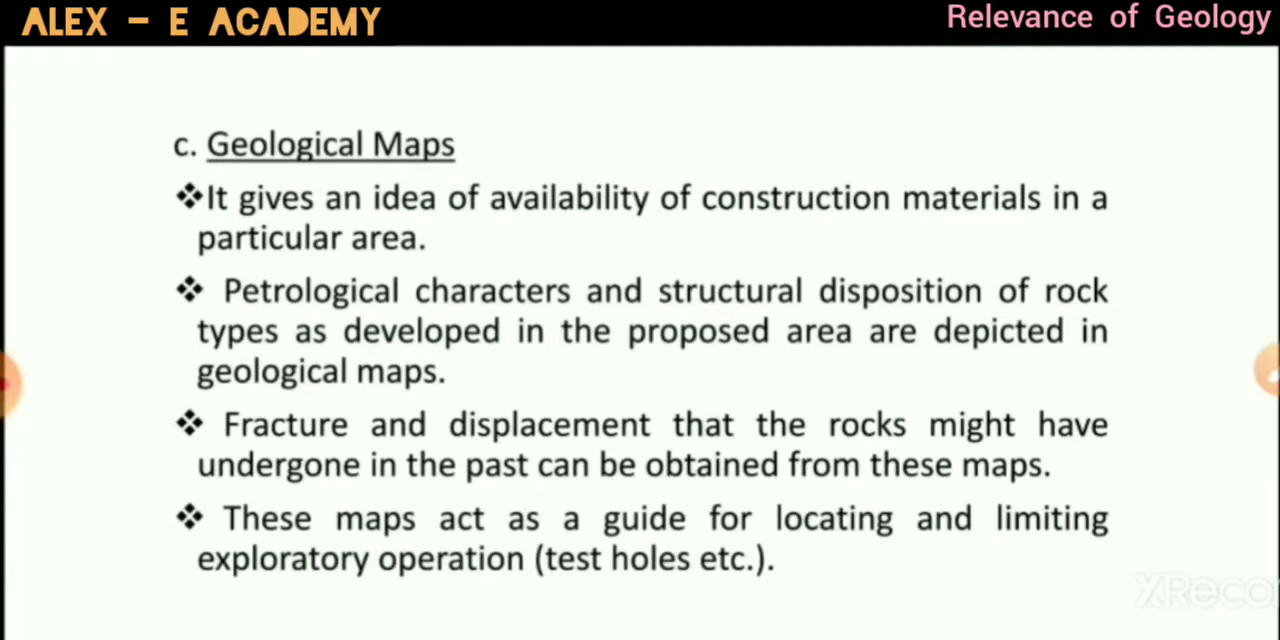 ALEX - E ACADEMY
Relevance of Geology
c. Geological Maps
❖It gives an idea of availability of construction materials in a
particular area.
❖ Petrological characters and structural disposition of rock
types as developed in the proposed area are depicted in
geological maps.
❖ Fracture and displacement that the rocks might have
undergone in the past can be obtained from these maps.
❖ These maps act as a guide for locating and limiting
exploratory operation (test holes etc.).
XRecor